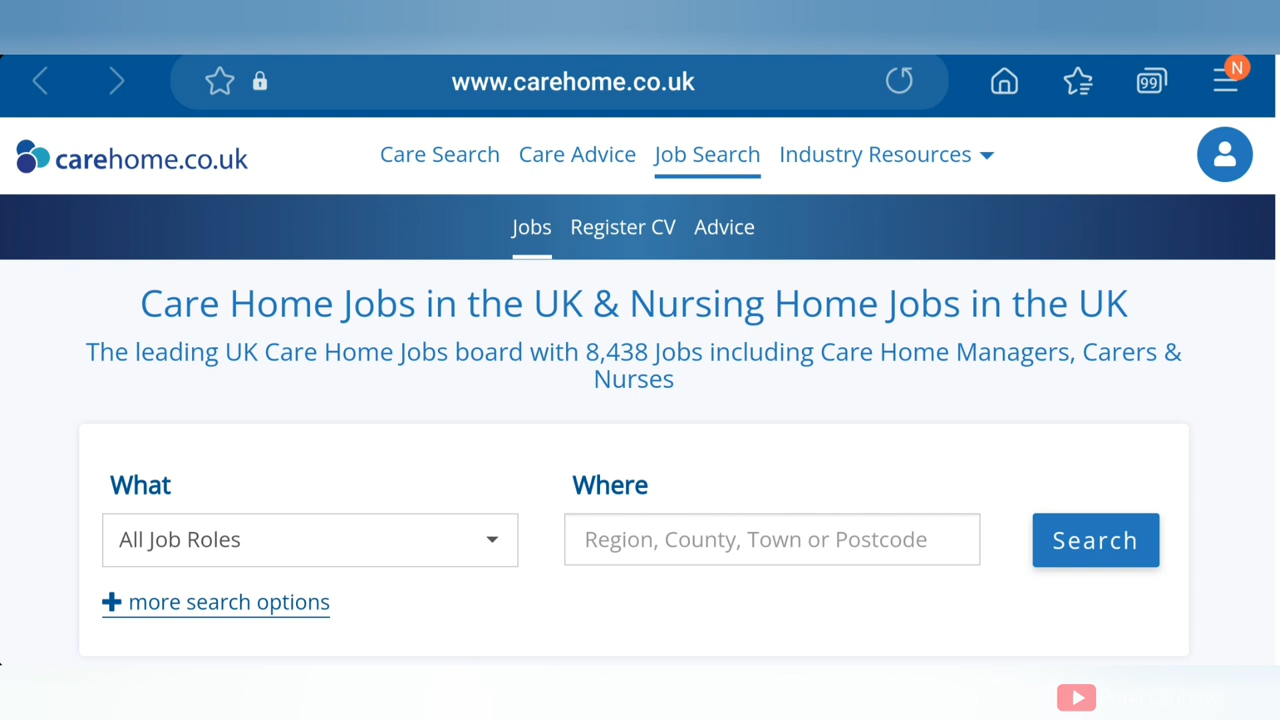 www.carehome.co.uk
99
N
carehome.co.uk
Care Search Care Advice Job Search Industry Resources
Jobs Register CV Advice
Care Home Jobs in the UK & Nursing Home Jobs in the UK
The leading UK Care Home Jobs board with 8,438 Jobs including Care Home Managers, Carers &
Nurses
What
Where
All Job Roles
Region, County, Town or Postcode
Search
more search options